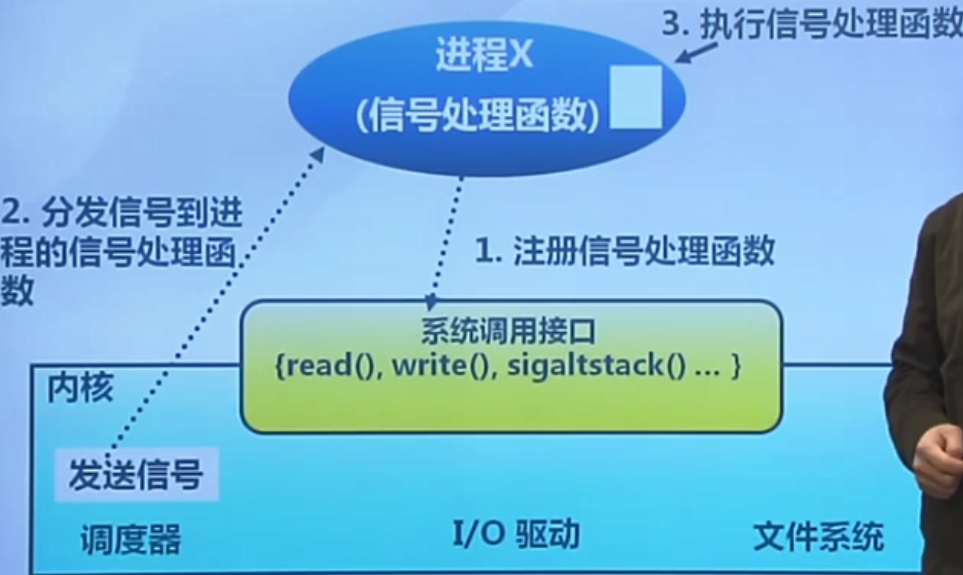 3. 执行信号处理函数
进程X
(信号处理函数)
2. 分发信号到进
程的信号处理函
数
1. 注册信号处理函数
系统调用接口
{read(), write(), sigaltstack() ... }
内核
发送信号
调度器
I/O 驱动
文件系统